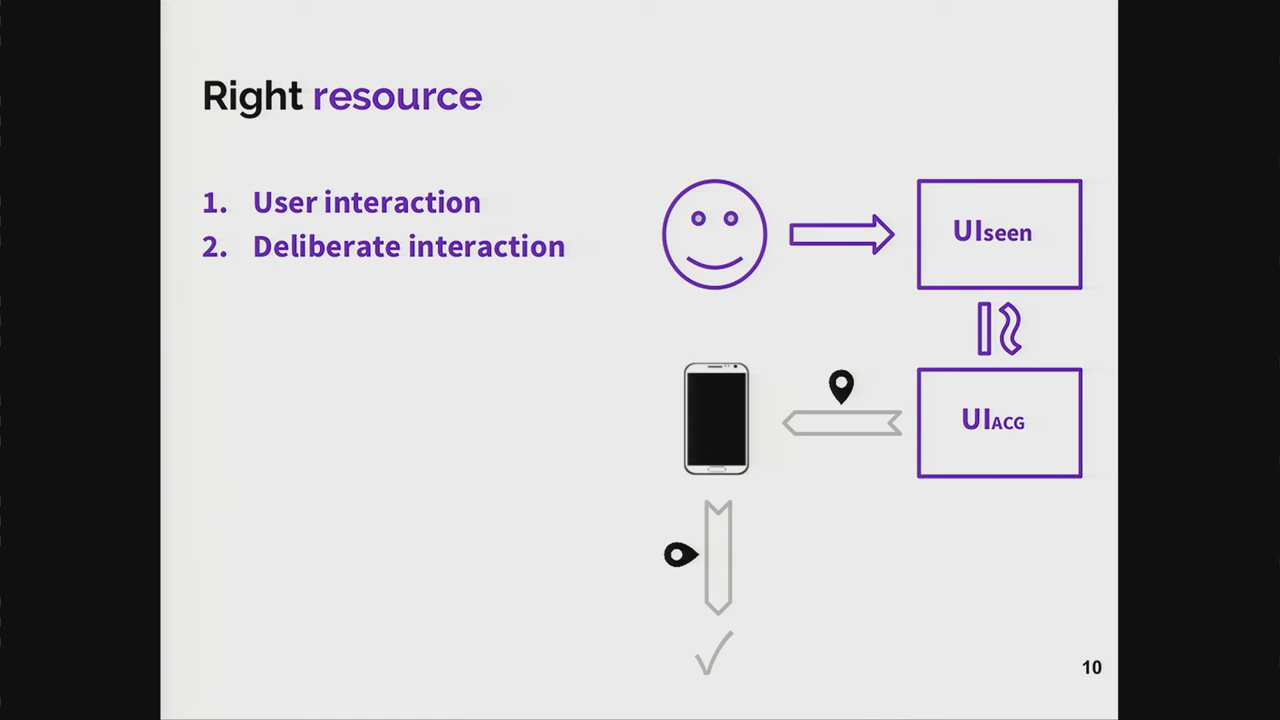 Right resource
1. User interaction
2. Deliberate interaction
UIseen
UIACG
10